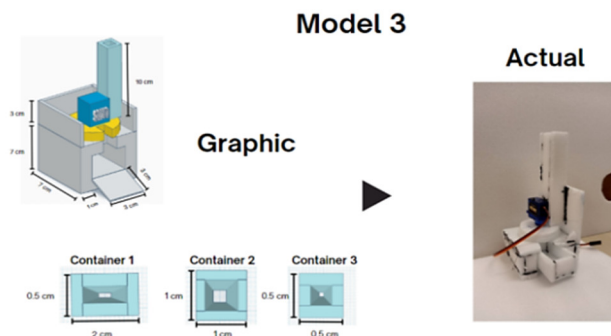 Model 3
Actual
Graphic
10 cm
3 cm
7 cm
7 cm
1 cm
3 cm
Container 1
Container 2
Container 3
0.5 cm
2 cm
1 cm
1 cm
0.5 cm
0.5 cm